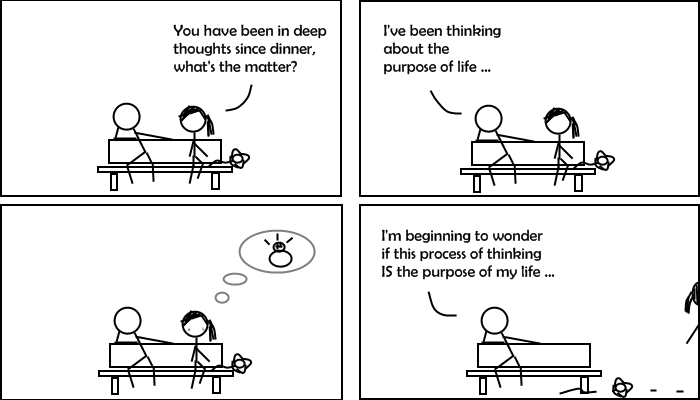 You have been in deep
thoughts since dinner,
what's the matter?
I've been thinking
about the
purpose of life ...
I'm beginning to wonder
if this process of thinking
IS the purpose of my life ...